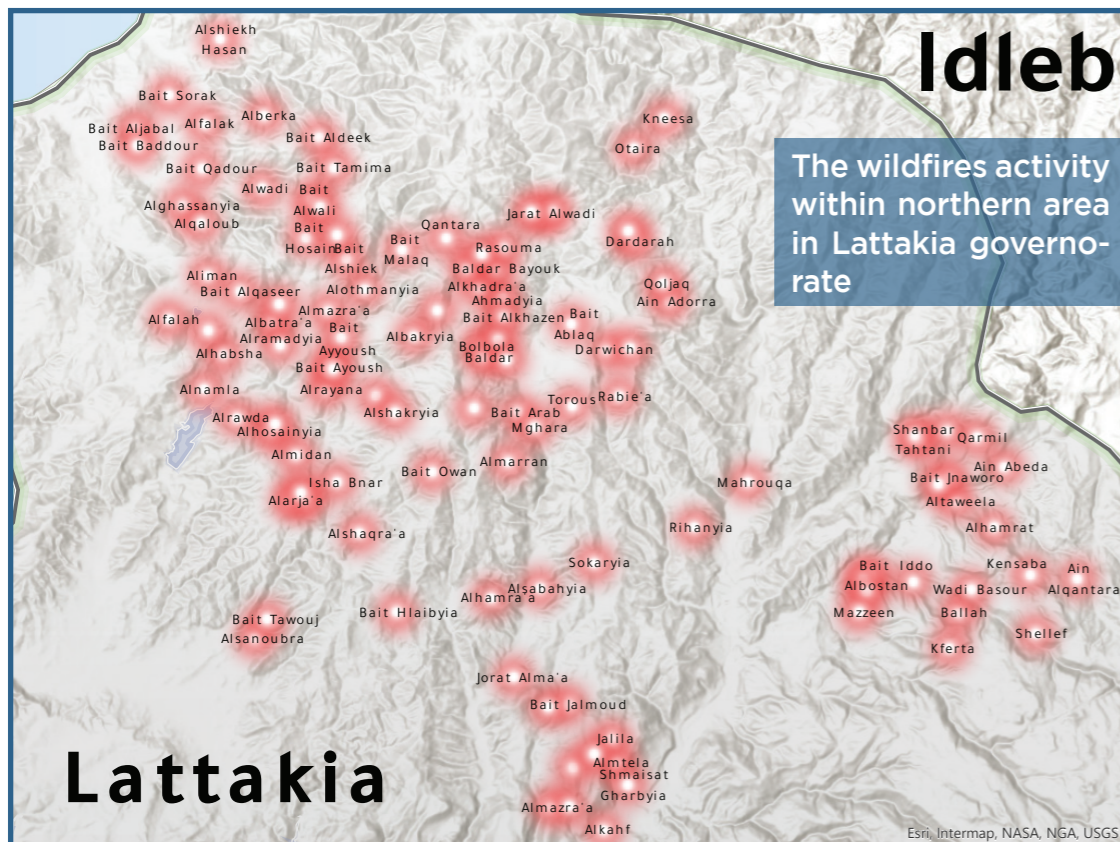 Alshiekh
Hasan
Idleb
Bait Sorak
Alberka
Alfalak
Bait Aljabal
Bait Baddour
Bait Aldeek
Kneesa
Otaira
The wildfires activity
within northern area
in Lattakia governo-
rate
Bait Qadour
Bait Tamima
Alwadi
Bait
Alwali
Bait
Hosain
Bait
Alshiek
Alghassanyia
Alqaloub
Qantara
Jarat Alwadi
Bait
Malaq
Rasouma
Dardarah
Baldar Bayouk
Aliman
Bait Alqaseer
Alothmanyia
Alkhadra'a
Ahmadyia
Qoljaq
Ain Adorra
Alfalah
Almazra'a
Albatra'a
Bait
Ayyoush
Alramadyia
Bait Alkhazen
Bait
Ablaq
Alhabsha
Albakryia
Bolbola
Baldar
Darwichan
Bait Ayoush
Alnamla
Alrayana
Alshakryia
Torous
Rabie'a
Bait Arab
Mghara
Alrawda
Alhosainyia
Shanbar
Tahtani
Qarmil
Almidan
Almarran
Ain Abeda
Bait Owan
Bait Jnaworo
Isha Bnar
Mahrouqa
Alarja'a
Altaweela
Alshaqra'a
Rihanyia
Alhamrat
Sokaryia
Bait Iddo
Kensaba
Ain
Alqantara
Albostan
Wadi Basour
Alsabahyia
Alhamra'a
Bait Hlaibyia
Mazzeen
Ballah
Bait Tawouj
Alsanoubra
Shellef
Kferta
Jorat Alma'a
Bait Jalmoud
Jalila
Almtela
Shmaisat
Gharbyia
Lattakia
Almazra'a
Alkahf
Esri, Intermap, NASA, NGA, USGS